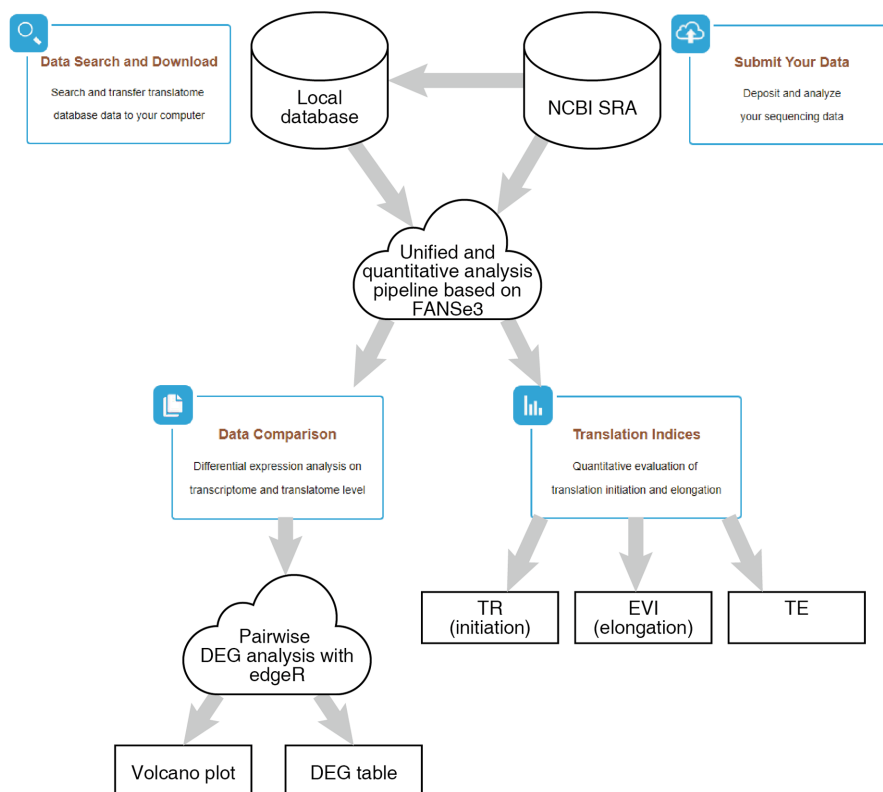 Data Search and Download
Search and transfer translatome
database data to your computer
Local
database
NCBI SRA
Submit Your Data
Deposit and analyze
your sequencing data
Unified and
quantitative analysis
pipeline based on
FANSe3
Data Comparison
Differential expression analysis on
transcriptome and translatome level
Translation Indices
Quantitative evaluation of
translation initiation and elongation
TR
(initiation)
EVI
(elongation)
TE
Pairwise
DEG analysis with
edgeR
Volcano plot
DEG table